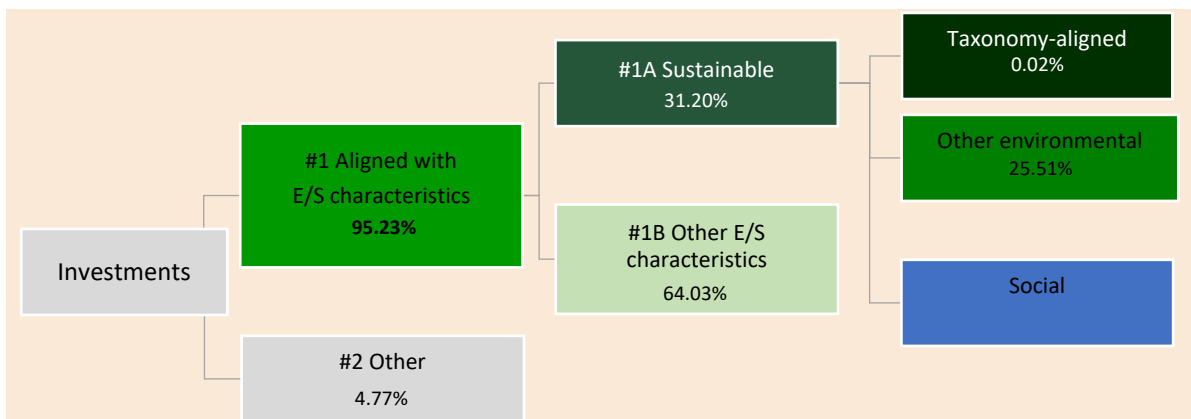 Investments
#1 Aligned with
E/S characteristics
95.23%
#2 Other
4.77%
#1A Sustainable
31.20%
#1B Other E/S
characteristics
64.03%
Taxonomy-aligned
0.02%
Other environmental
25.51%
Social